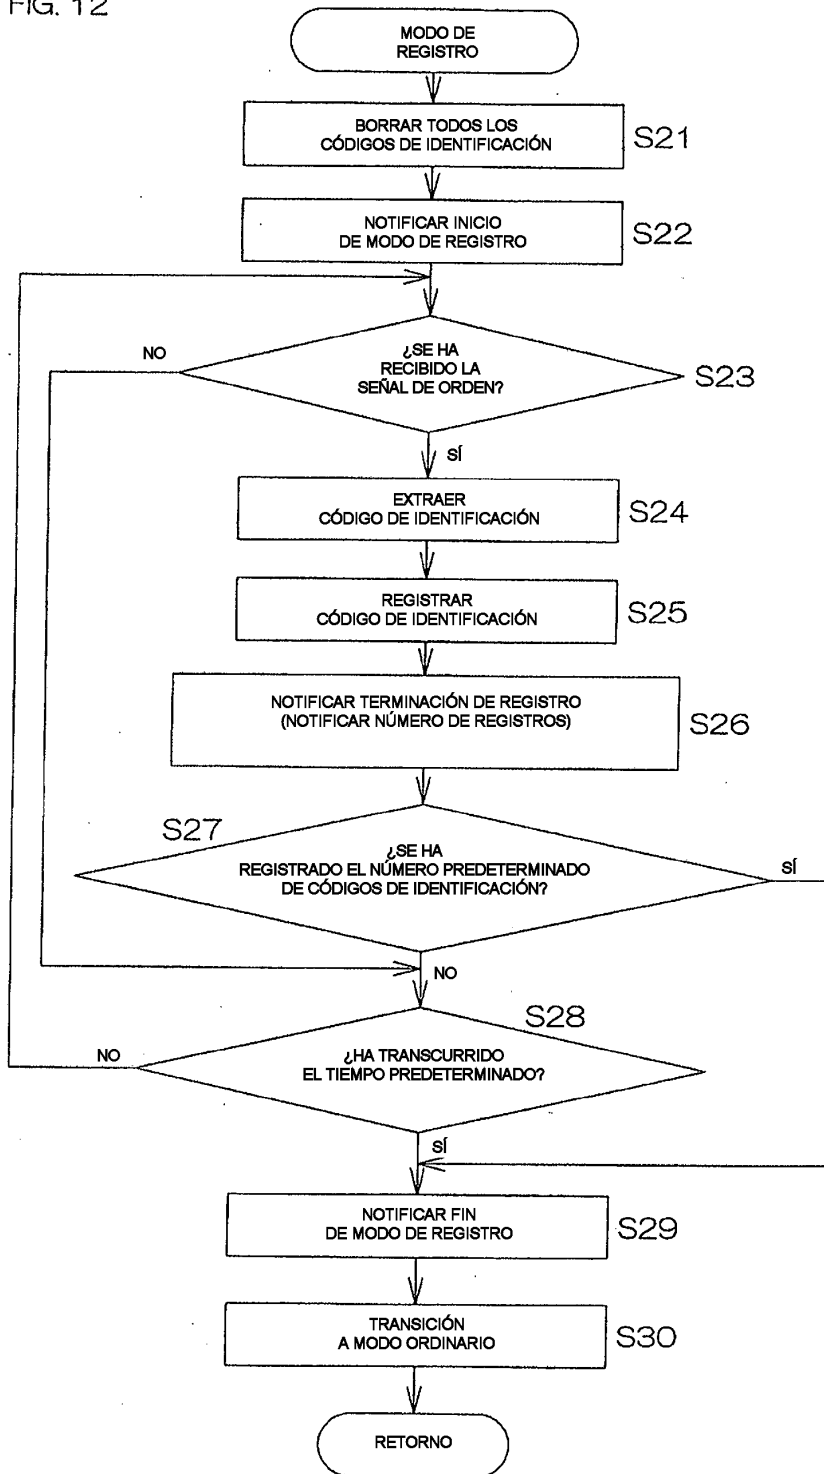 FIG. 12
MODO DE
REGISTRO
BORRAR TODOS LOS
CÓDIGOS DE IDENTIFICACIÓN
S21
NOTIFICAR INICIO
DE MODO DE REGISTRO
S22
NO
¿SE HA
RECIBIDO LA
SEÑAL DE ORDEN?
S23
SÍ
EXTRAER
CÓDIGO DE IDENTIFICACIÓN
S24
REGISTRAR
CÓDIGO DE IDENTIFICACIÓN
S25
NOTIFICAR TERMINACIÓN DE REGISTRO
(NOTIFICAR NÚMERO DE REGISTROS)
S26
S27
¿SE HA
REGISTRADO EL NÚMERO PREDETERMINADO
DE CÓDIGOS DE IDENTIFICACIÓN?
SÍ
NO
S28
NO
¿HA TRANSCURRIDO
EL TIEMPO PREDETERMINADO?
SÍ
NOTIFICAR FIN
DE MODO DE REGISTRO
S29
TRANSICIÓN
A MODO ORDINARIO
S30
RETORNO